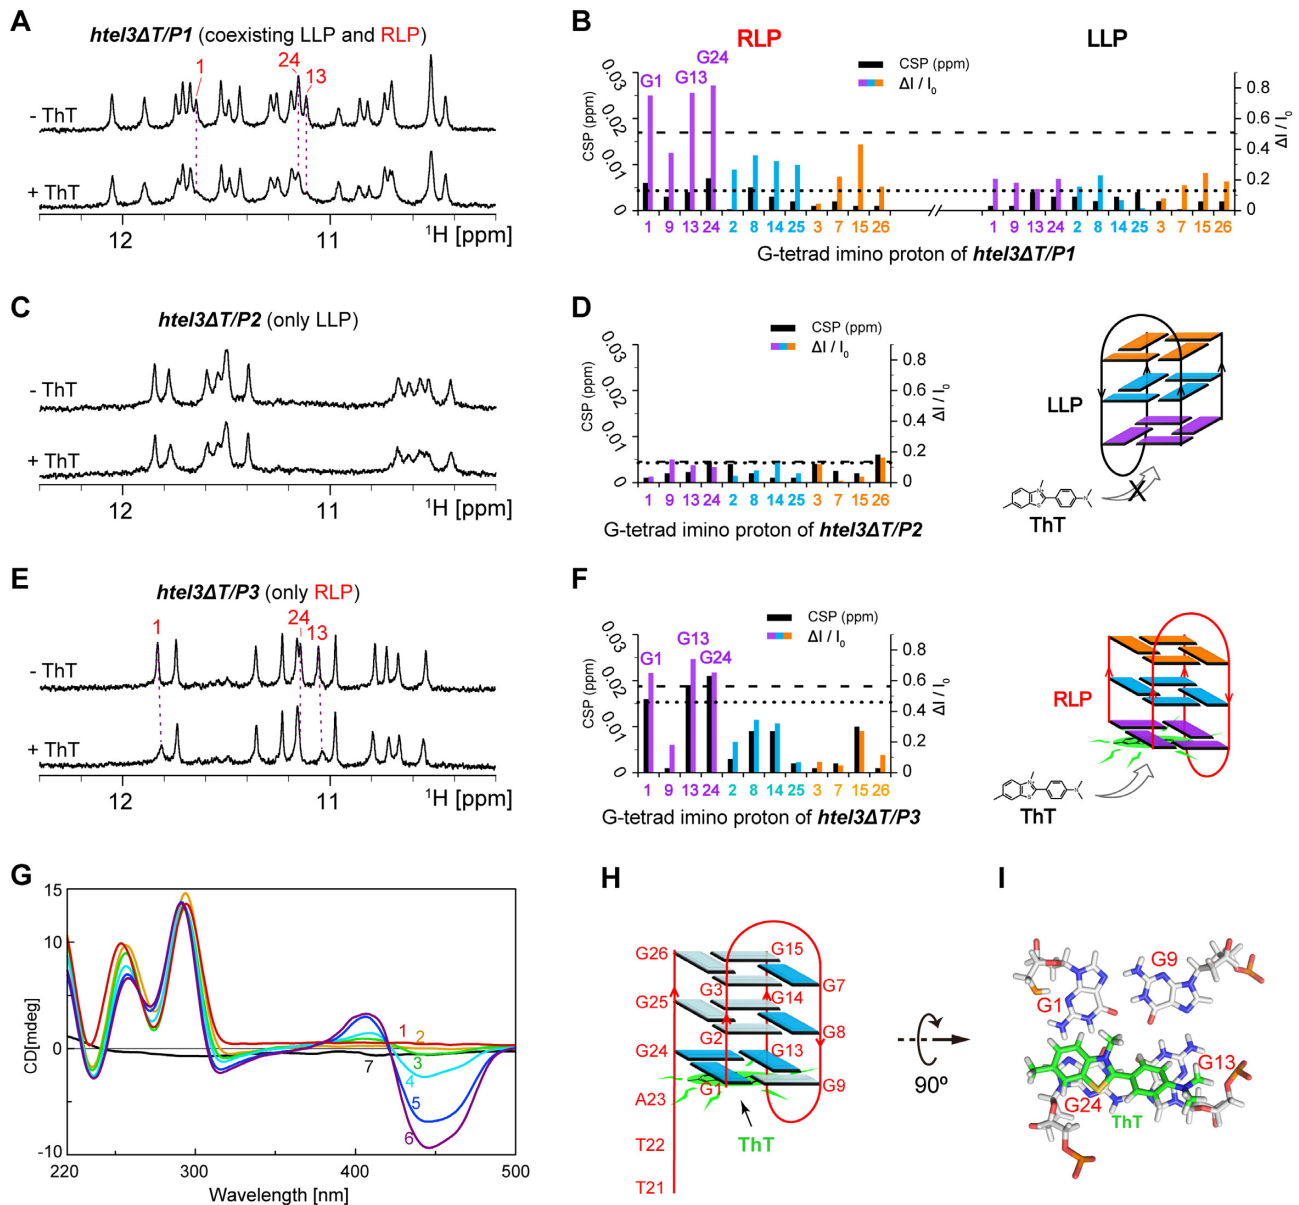 A
htel3ΔT/P1 (coexisting LLP and RLP)
1
24
13
- ThT
+ ThT
12
11
¹H [ppm]
B
RLP
LLP
CSP (ppm)
ΔI / I₀
G1
G13
G24
0.03
0.02
0.01
0
CSP (ppm)
0.8
0.6
0.4
0.2
0
ΔI / I₀
1 9 13 24 2 8 14 25 3 7 15 26
1 9 13 24 2 8 14 25 3 7 15 26
G-tetrad imino proton of htel3ΔT/P1
C
htel3ΔT/P2 (only LLP)
- ThT
+ ThT
12
11
¹H [ppm]
D
CSP (ppm)
ΔI / I₀
0.03
0.02
0.01
0
CSP (ppm)
0.8
0.6
0.4
0.2
0
ΔI / I₀
1 9 13 24 2 8 14 25 3 7 15 26
G-tetrad imino proton of htel3ΔT/P2
LLP
X
N+
S
N
ThT
E
htel3ΔT/P3 (only RLP)
1
24
13
- ThT
+ ThT
12
11
¹H [ppm]
F
CSP (ppm)
ΔI / I₀
G1
G13
G24
0.03
0.02
0.01
0
CSP (ppm)
0.8
0.6
0.4
0.2
0
ΔI / I₀
1 9 13 24 2 8 14 25 3 7 15 26
G-tetrad imino proton of htel3ΔT/P3
RLP
N+
S
N
ThT
G
CD[mdeg]
15
10
0
-10
1
2
3
4
5
6
7
220
300
400
500
Wavelength [nm]
H
G26
G15
G3
G7
G25
G14
G2
G8
G24
G13
G1
G9
A23
T22
T21
ThT
90º
I
G9
G1
G13
G24
ThT